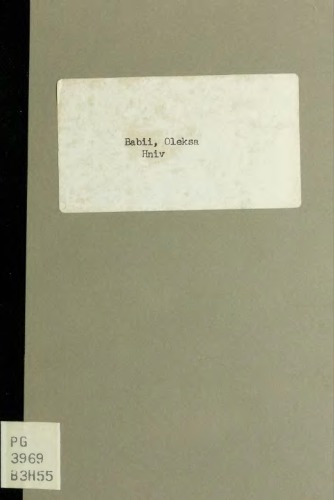 Babii, Oleksa
Hniv
PG
3969
B3H55